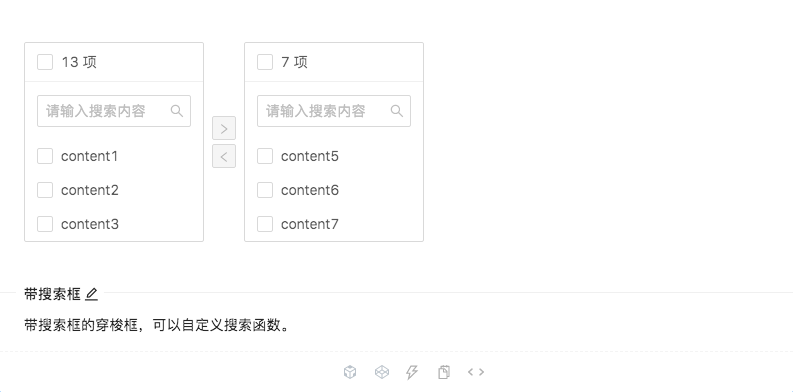 13 项
7 项
请输入搜索内容
请输入搜索内容
content1
content5
content2
content6
content3
content7
带搜索框
带搜索框的穿梭框，可以自定义搜索函数。